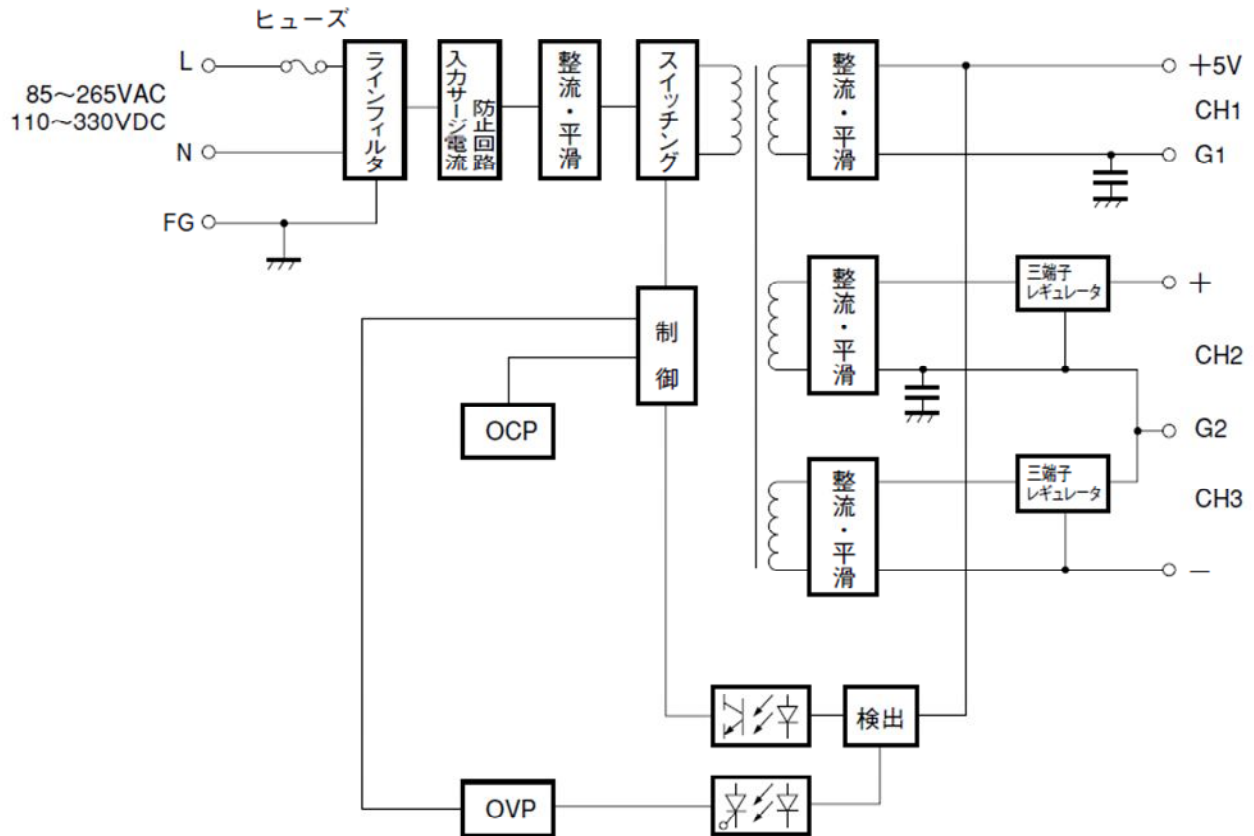 ヒューズ
L
85～265VAC
110～330VDC
N
FG
ラインフィルタ
入力サージ電流
防止回路
整流・平滑
スイッチング
整流・平滑
＋5V
CH1
G1
制御
OCP
整流・平滑
三端子
レギュレータ
＋
CH2
G2
整流・平滑
三端子
レギュレータ
CH3
－
検出
OVP